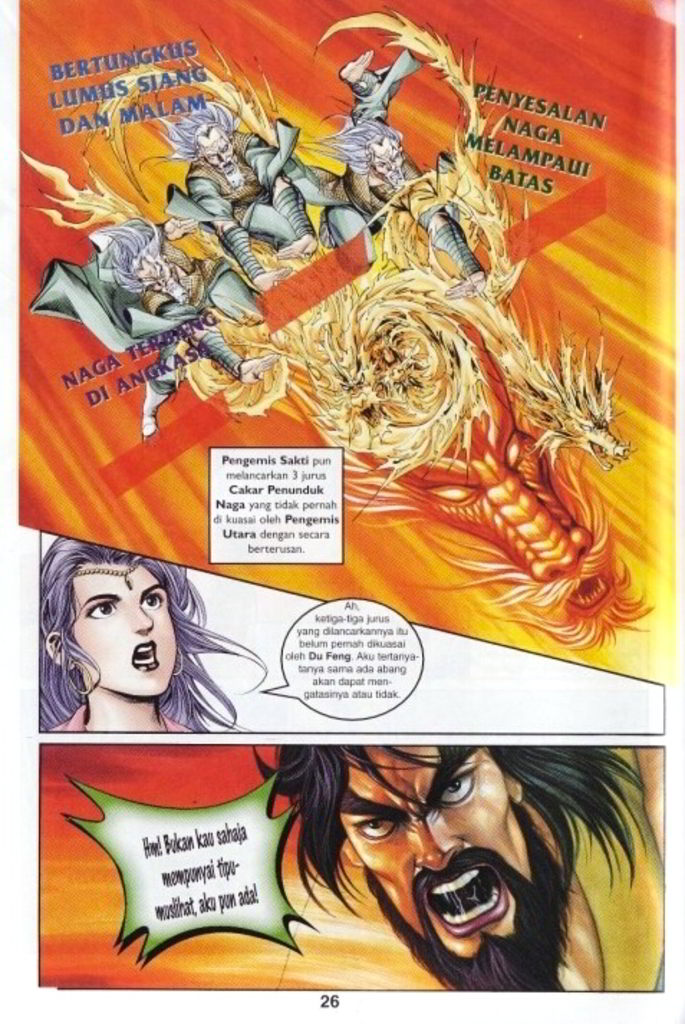 BERTUNGKUS
LUMUS SIANG
DAN MALAM
PENYESALAN
NAGA
MELAMPAUI
BATAS
NAGA TERBANG
DI ANGKASA
Pengemis Sakti pun
melancarkan 3 jurus
Cakar Penunduk
Naga yang tidak pernah
di kuasai oleh Pengemis
Utara dengan secara
berterusan.
Ah,
ketiga-tiga jurus
yang dilancarkannya itu
belum pernah dikuasai
oleh Du Feng. Aku tertanya-
tanya sama ada abang
akan dapat men-
gatasinya atau tidak.
Hm! Bukan kau sahaja
mempunyai tipu-
muslihat, aku pun ada!
26